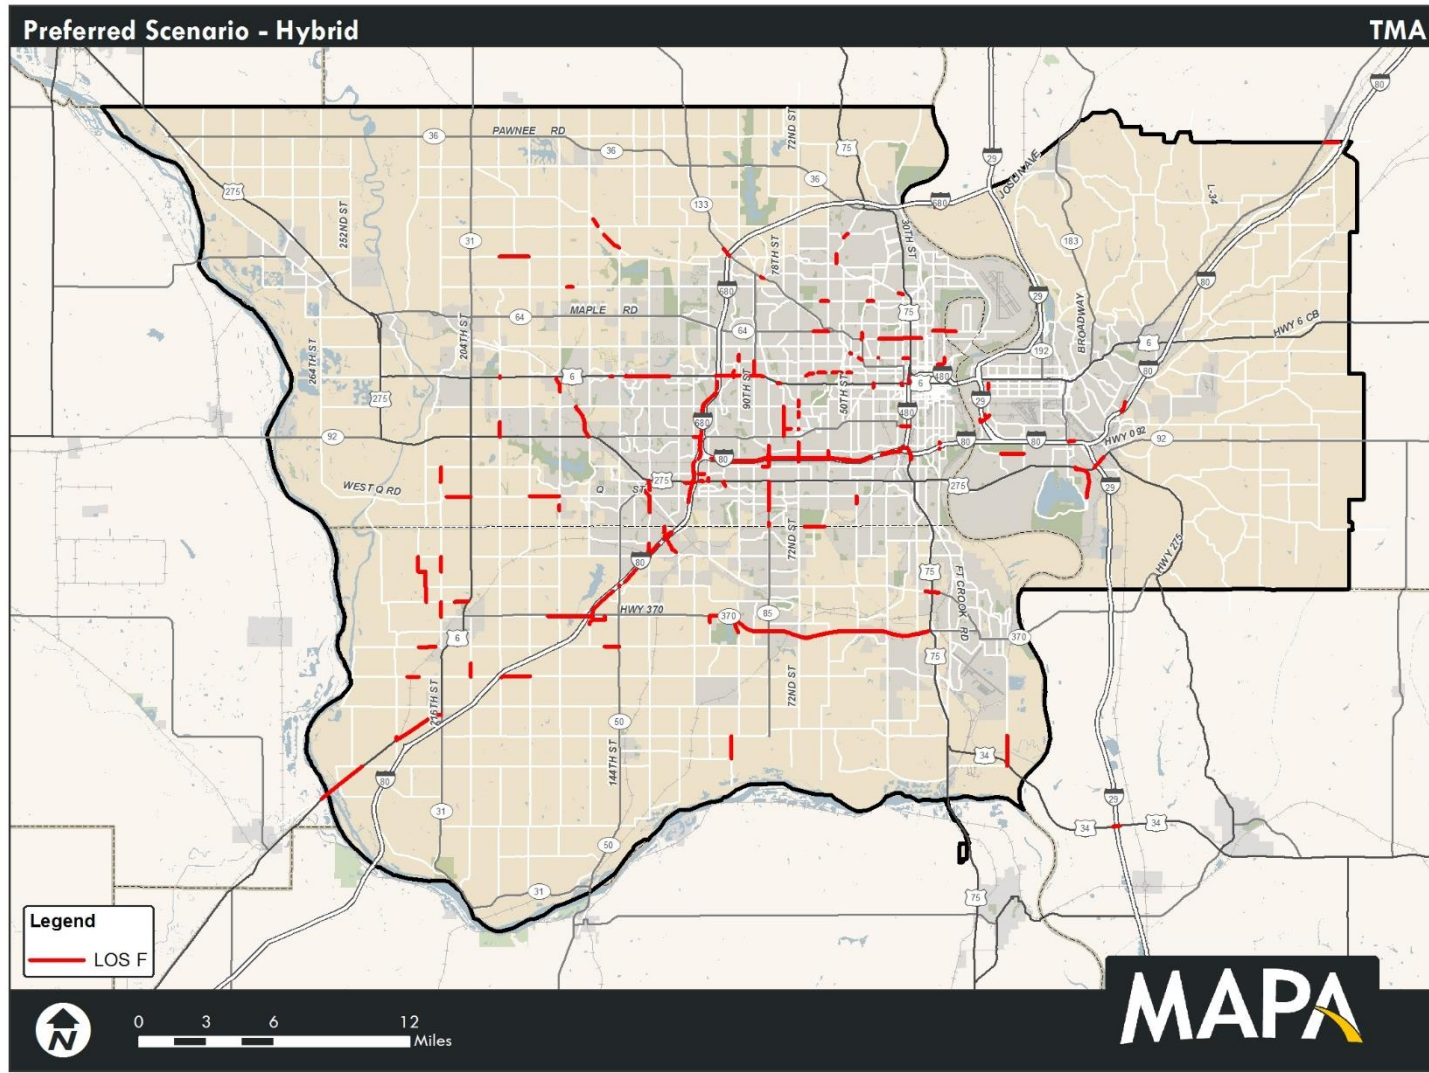 Preferred Scenario - Hybrid
TMA
80
PAWNEE RD
36
36
36
72ND ST
75
29
JOSLIN AVE
275
252ND ST
31
133
680
30TH ST
183
L-34
78TH ST
80
680
29
204TH ST
64
MAPLE RD
64
75
BROADWAY
HWY 6 CB
264TH ST
192
6
6
480
6
80
275
90TH ST
50TH ST
29
680
480
92
80
80
80
HWY 092
92
WEST Q RD
275
Q ST
275
29
72ND ST
80
75
FT CROOK RD
HWY 275
HWY 370
370
85
370
6
75
216TH ST
72ND ST
50
144TH ST
34
80
29
31
34
34
50
31
75
Legend
LOS F
N
0 3 6 12
Miles
MAPA